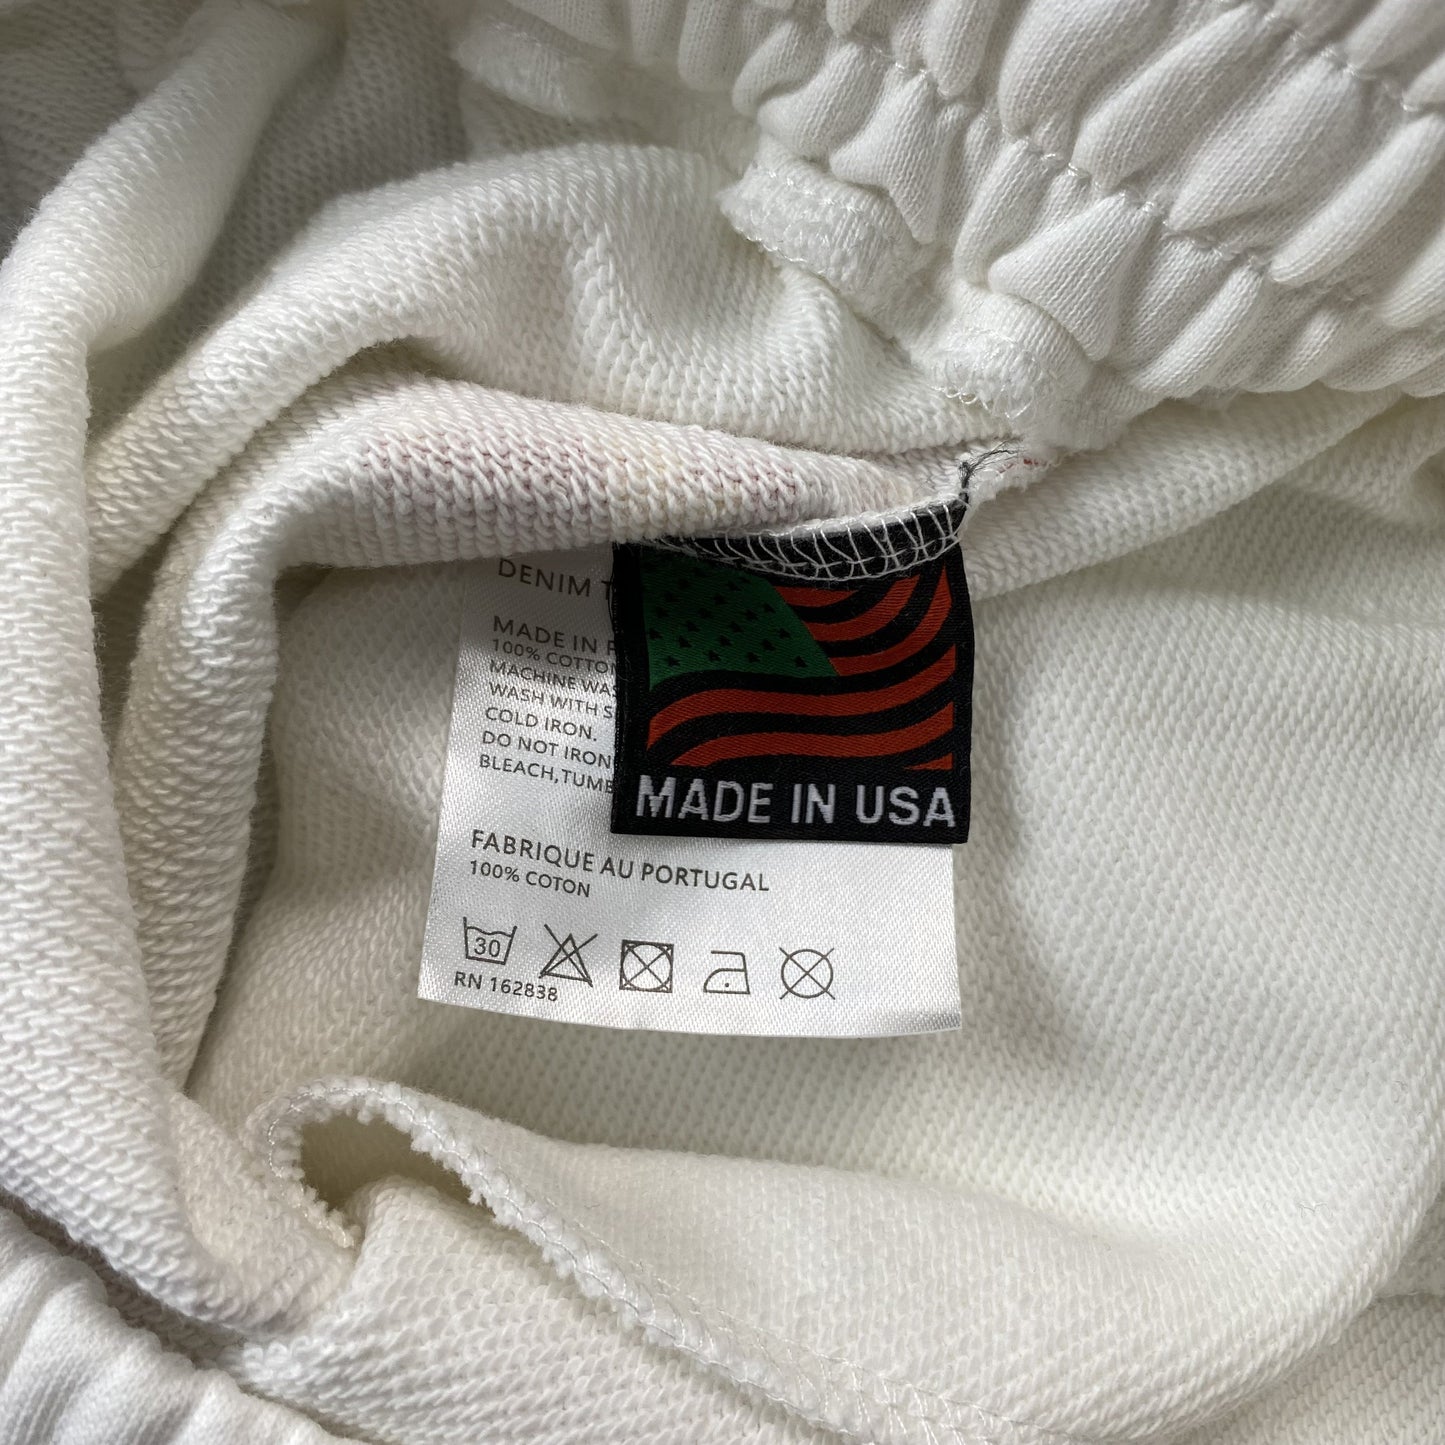 DENIM T
MADE IN
100% COTTON
MACHINE WAS
WASH WITH S
COLD IRON.
DO NOT IRON
BLEACH,TUMB
MADE IN USA
FABRIQUE AU PORTUGAL
100% COTON
30
RN 162838